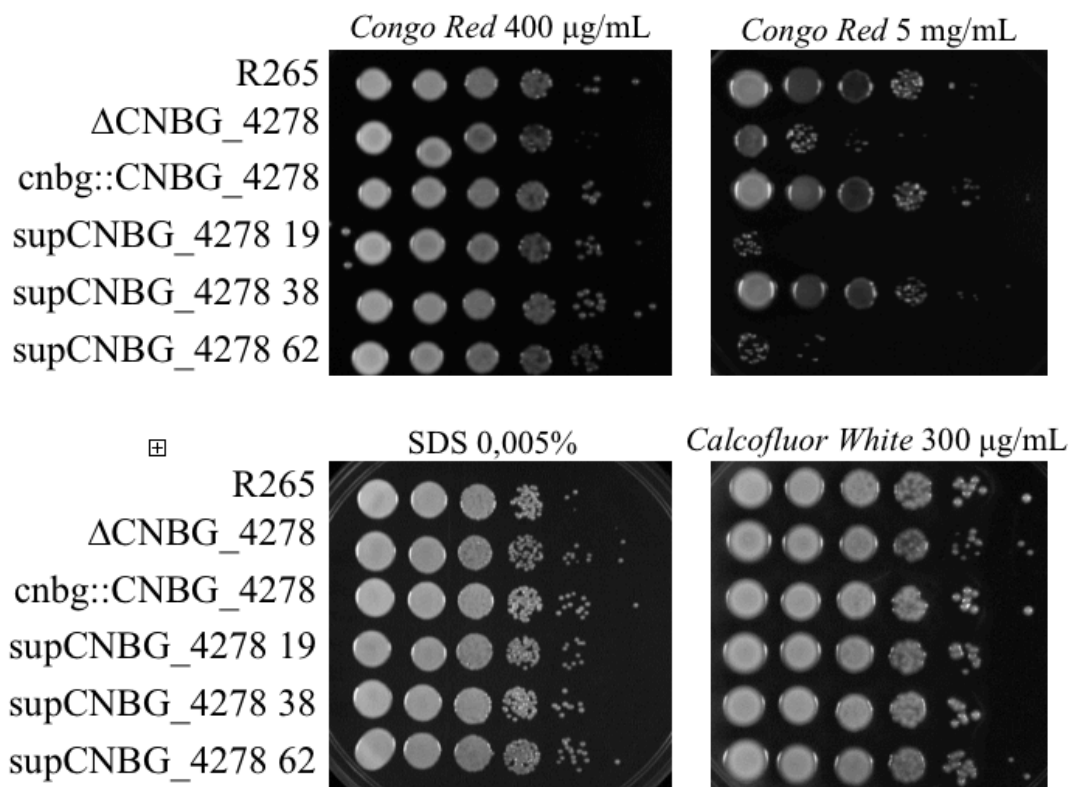 Congo Red 400 µg/mL
Congo Red 5 mg/mL
R265
ΔCNBG_4278
cnbg::CNBG_4278
supCNBG_4278 19
supCNBG_4278 38
supCNBG_4278 62
SDS 0,005%
Calcofluor White 300 µg/mL
R265
ΔCNBG_4278
cnbg::CNBG_4278
supCNBG_4278 19
supCNBG_4278 38
supCNBG_4278 62